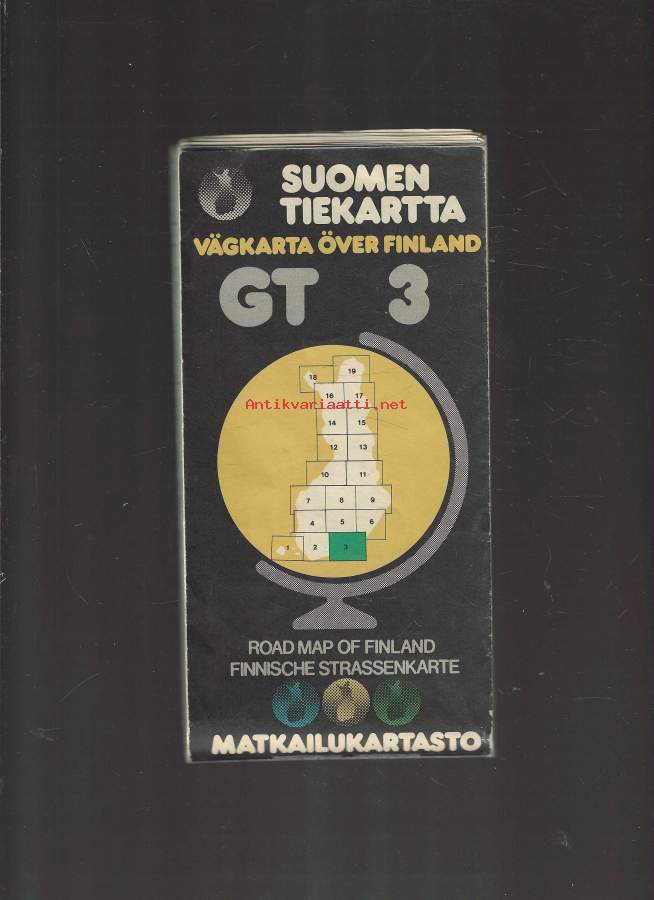 SUOMEN
TIEKARTTA
VÄGKARTA ÖVER FINLAND
GT 3
18 19
16 17
Antikvariaatti.net
14 15
12 13
10 11
7 8 9
4 5 6
1 2 3
ROAD MAP OF FINLAND
FINNISCHE STRASSENKARTE
MATKAILUKARTASTO